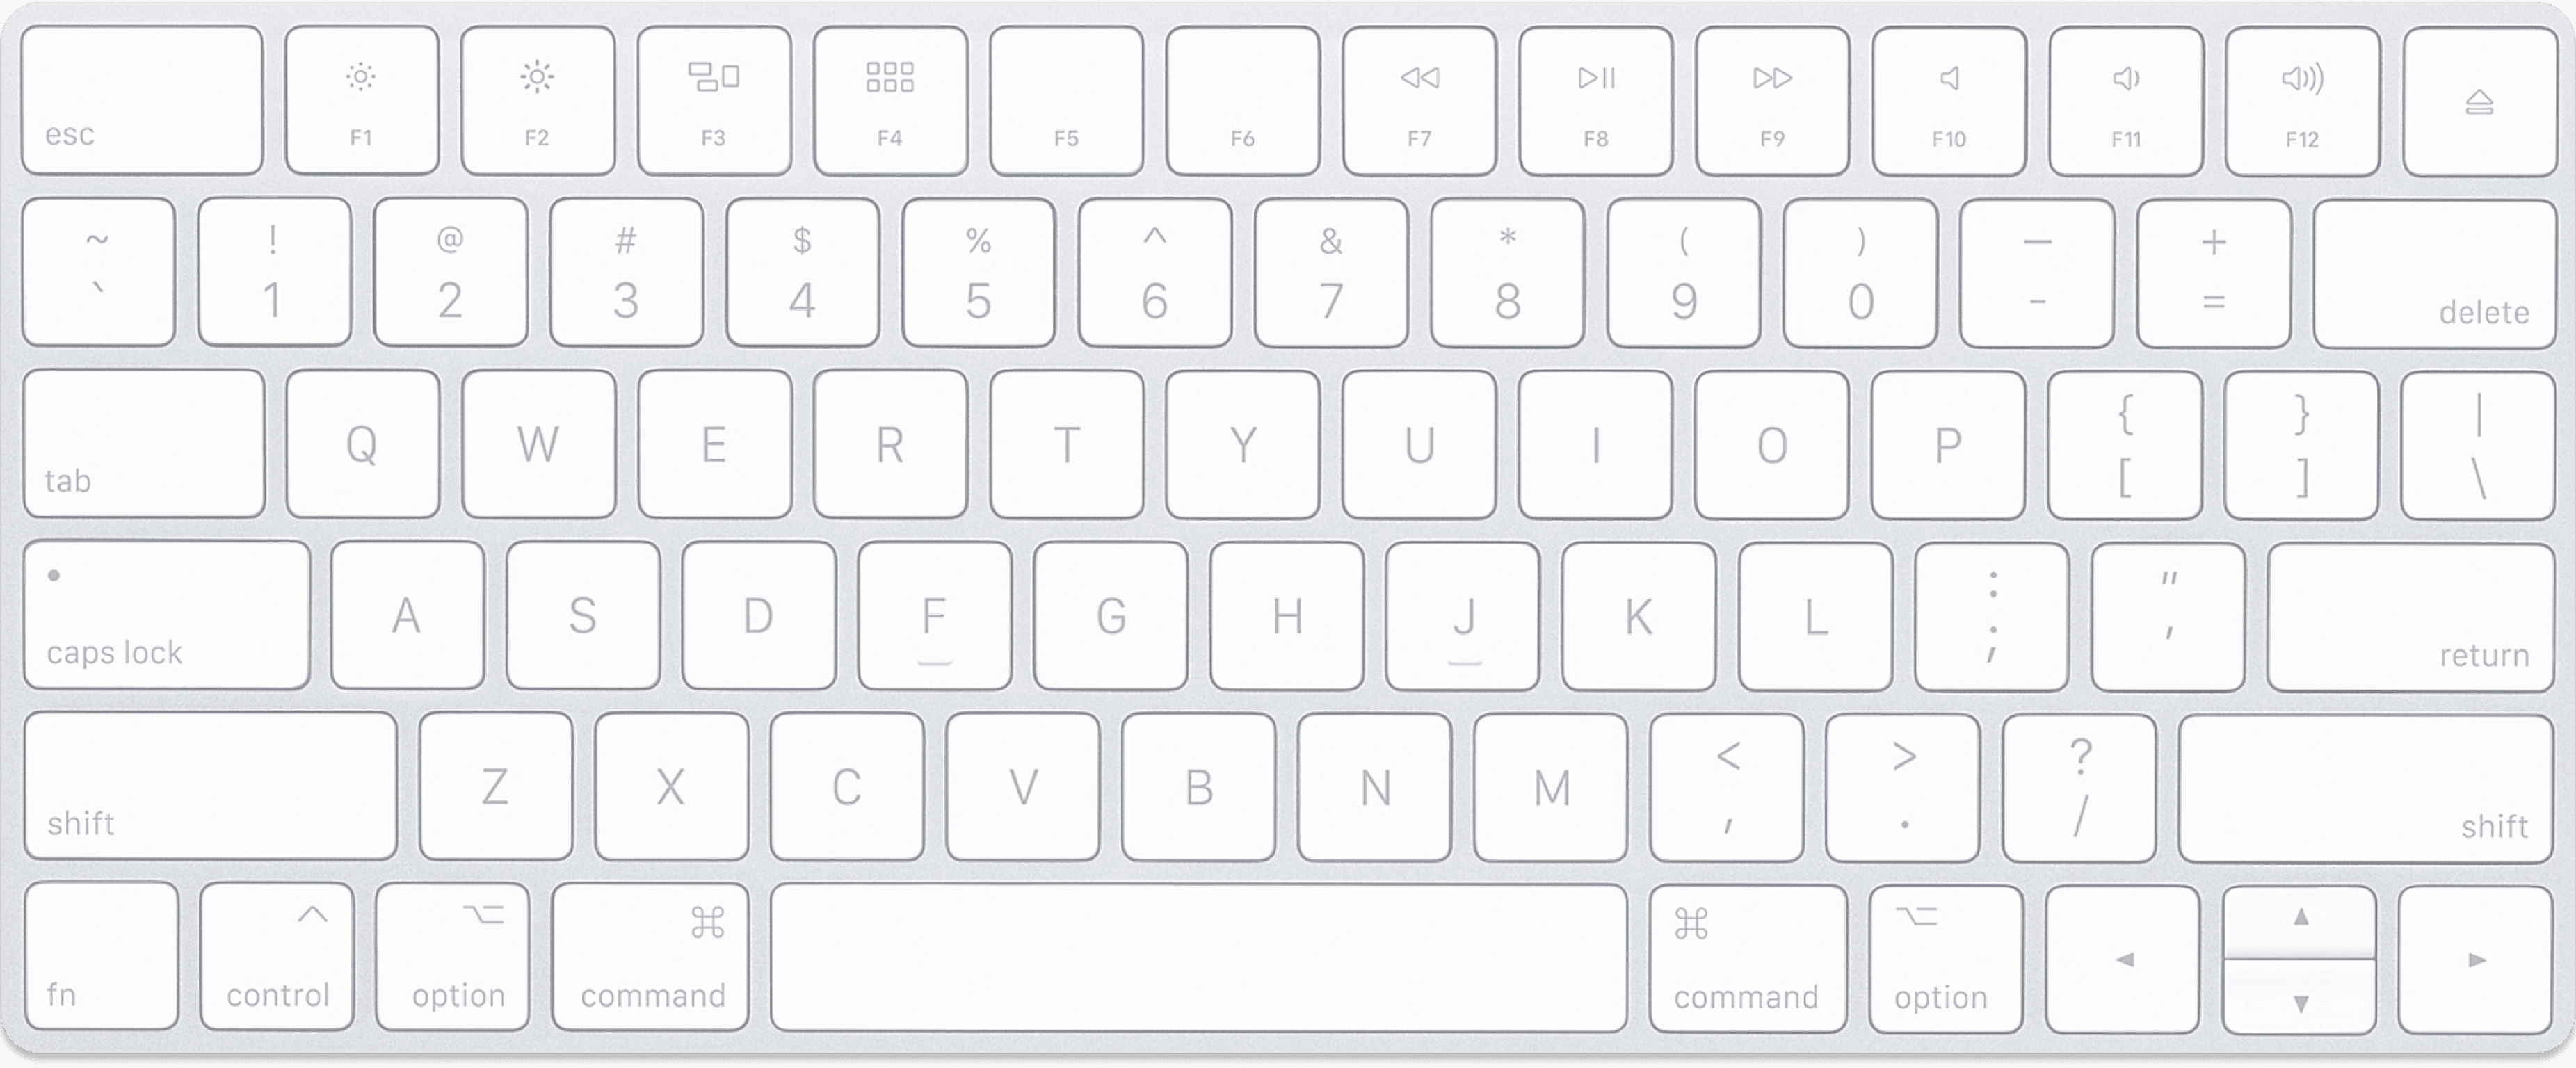 esc F1 F2 F3 F4 F5 F6 F7 F8 F9 F10 F11 F12
~ ! @ # $ % ^ & * ( ) — +
` 1 2 3 4 5 6 7 8 9 0 - = delete
tab Q W E R T Y U I O P { } |
[ ] \
caps lock A S D F G H J K L : "
; ' return
shift Z X C V B N M < > ?
, . / shift
fn control option command command option